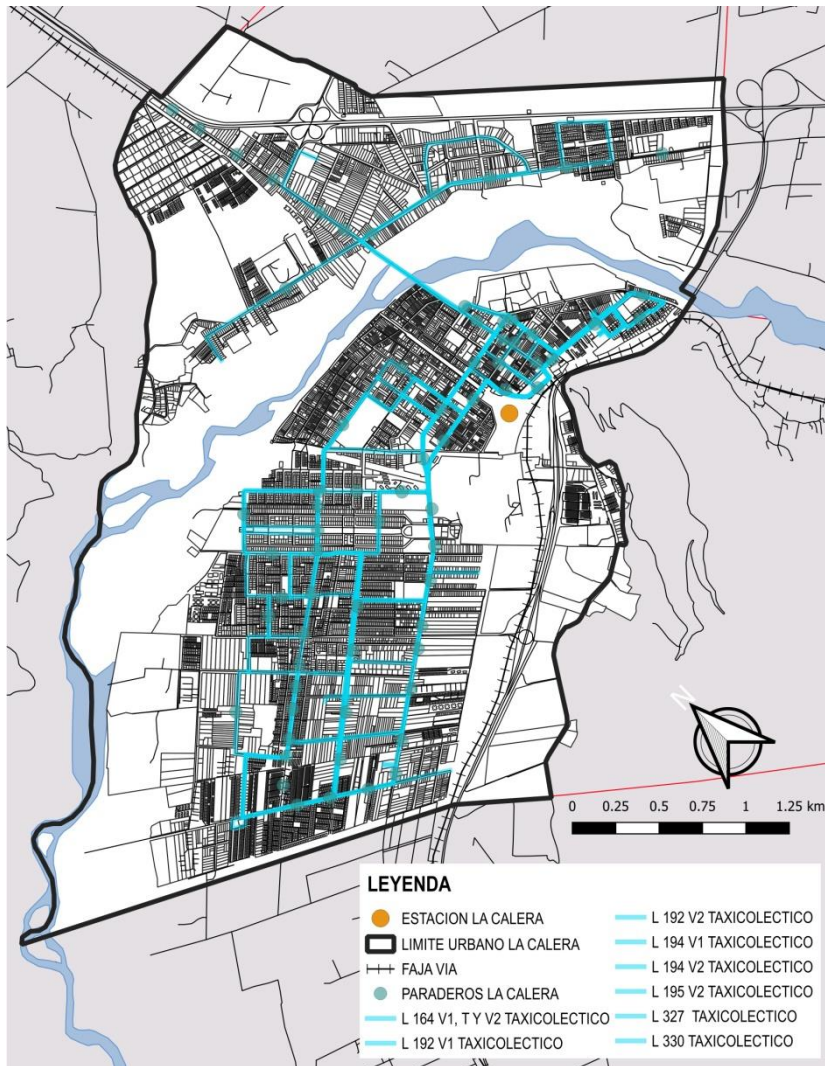 N
0 0.25 0.5 0.75 1 1.25 km
LEYENDA
ESTACION LA CALERA
LIMITE URBANO LA CALERA
FAJA VIA
PARADEROS LA CALERA
L 164 V1, T Y V2 TAXICOLECTICO
L 192 V1 TAXICOLECTICO
L 192 V2 TAXICOLECTICO
L 194 V1 TAXICOLECTICO
L 194 V2 TAXICOLECTICO
L 195 V2 TAXICOLECTICO
L 327 TAXICOLECTICO
L 330 TAXICOLECTICO